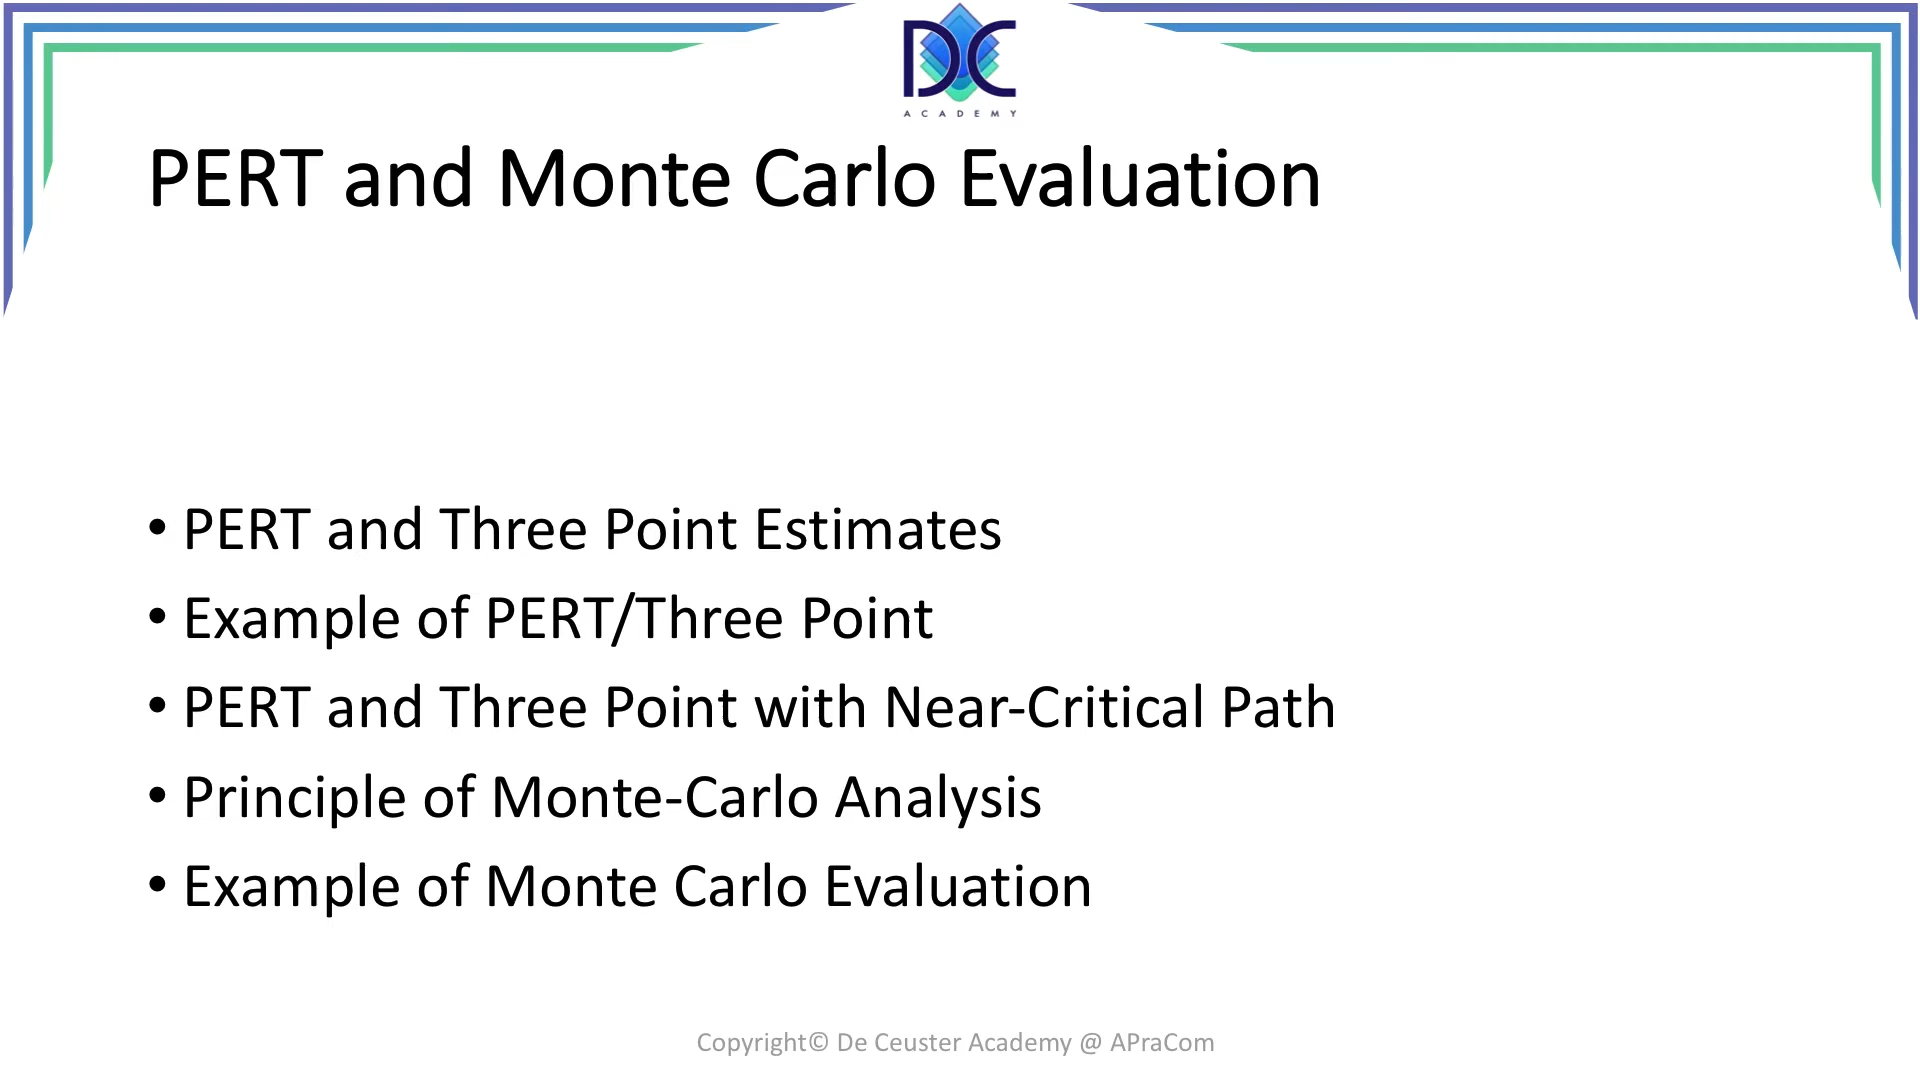 DC
ACADEMY
PERT and Monte Carlo Evaluation
• PERT and Three Point Estimates
• Example of PERT/Three Point
• PERT and Three Point with Near-Critical Path
• Principle of Monte-Carlo Analysis
• Example of Monte Carlo Evaluation
Copyright© De Ceuster Academy @ APraCom